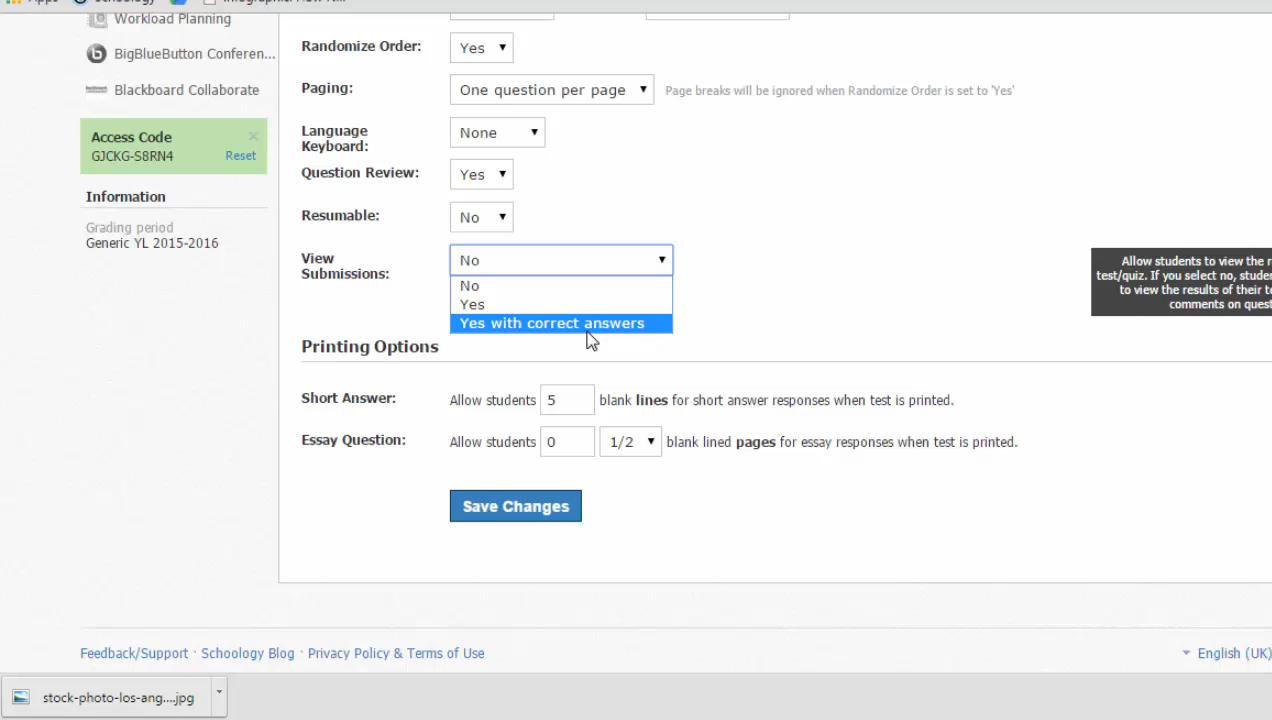 Apps Schoology
Workload Planning
BigBlueButton Conferen...
Blackboard Collaborate
Access Code ×
GJCKG-S8RN4 Reset
Information
Grading period
Generic YL 2015-2016
Randomize Order: Yes
Paging: One question per page Page breaks will be ignored when Randomize Order is set to 'Yes'
Language
Keyboard: None
Question Review: Yes
Resumable: No
View
Submissions: No
No
Yes
Yes with correct answers
Allow students to view the r
test/quiz. If you select no, stude
to view the results of their t
comments on quest
Printing Options
Short Answer: Allow students 5 blank lines for short answer responses when test is printed.
Essay Question: Allow students 0 1/2 blank lined pages for essay responses when test is printed.
Save Changes
Feedback/Support · Schoology Blog · Privacy Policy & Terms of Use
English (UK)
stock-photo-los-ang....jpg